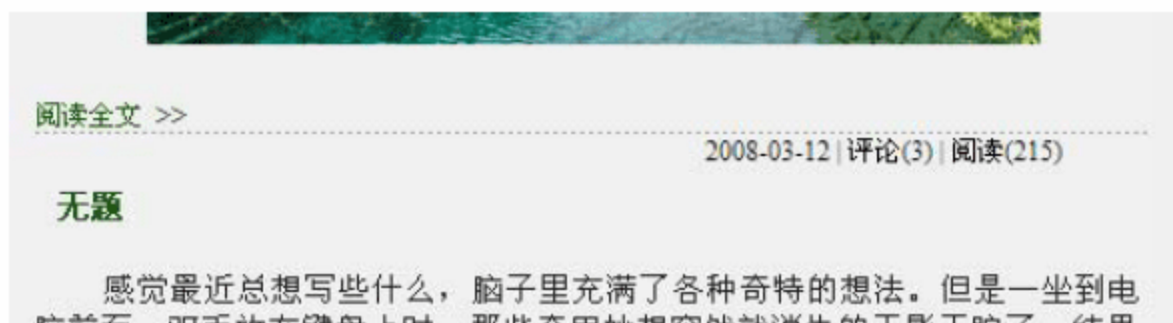 阅读全文 >>
2008-03-12 | 评论(3) | 阅读(215)
无题
感觉最近总想写些什么，脑子里充满了各种奇特的想法。但是一坐到电